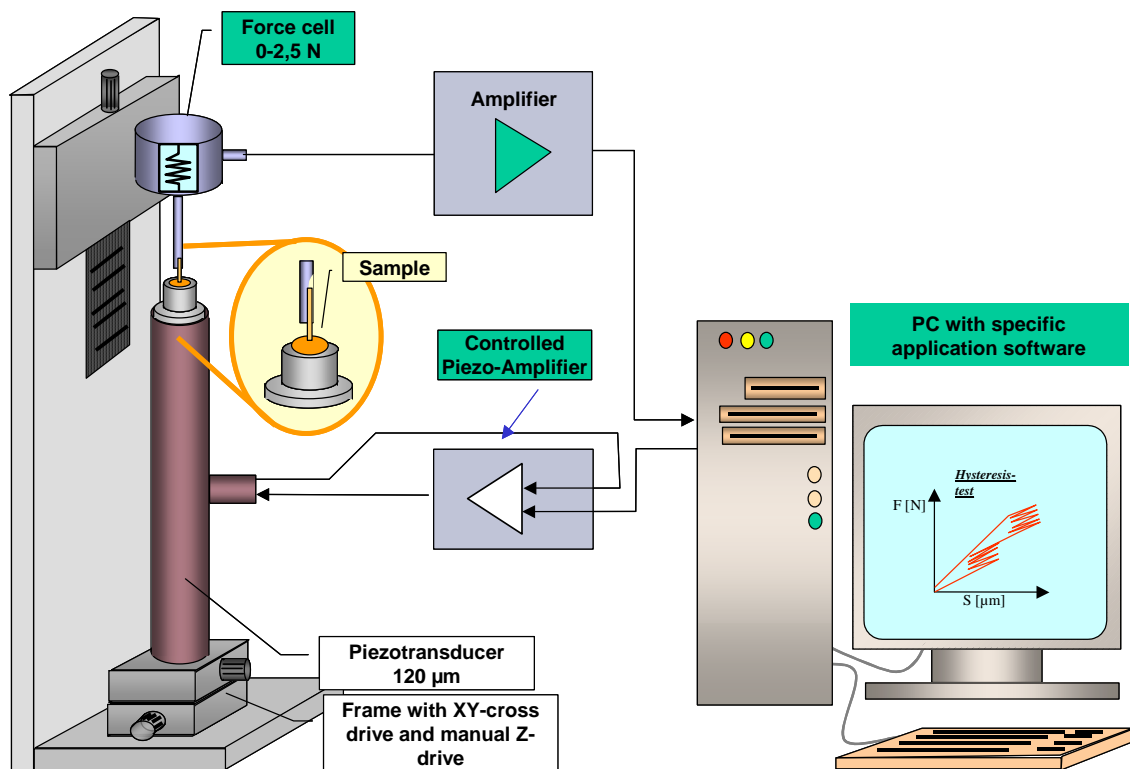 Force cell
0-2,5 N
Amplifier
Sample
Controlled
Piezo-Amplifier
PC with specific
application software
Hysteresis-
test
F [N]
S [µm]
Piezotransducer
120 µm
Frame with XY-cross
drive and manual Z-
drive